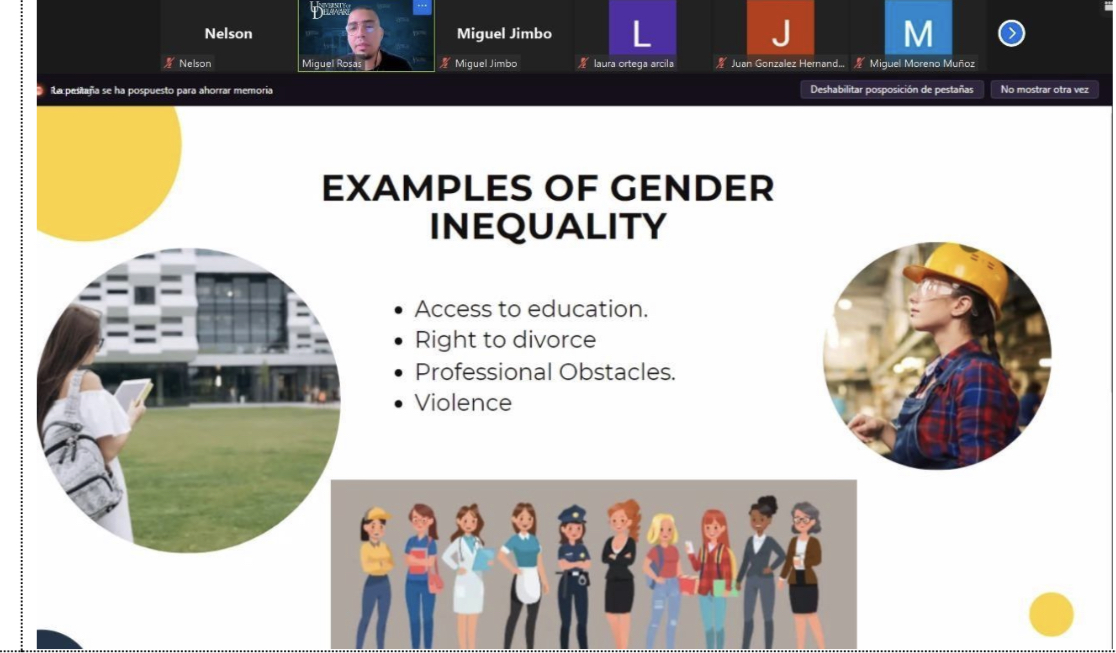 Nelson
UNIVERSITY OF
DELAWARE
Miguel Jimbo
L
J
M
Nelson
Miguel Rosas
Miguel Jimbo
laura ortega arcila
Juan Gonzalez Hernand...
Miguel Moreno Muñoz
La pestaña se ha pospuesto para ahorrar memoria
Deshabilitar posposición de pestañas
No mostrar otra vez
EXAMPLES OF GENDER
INEQUALITY
• Access to education.
• Right to divorce
• Professional Obstacles.
• Violence